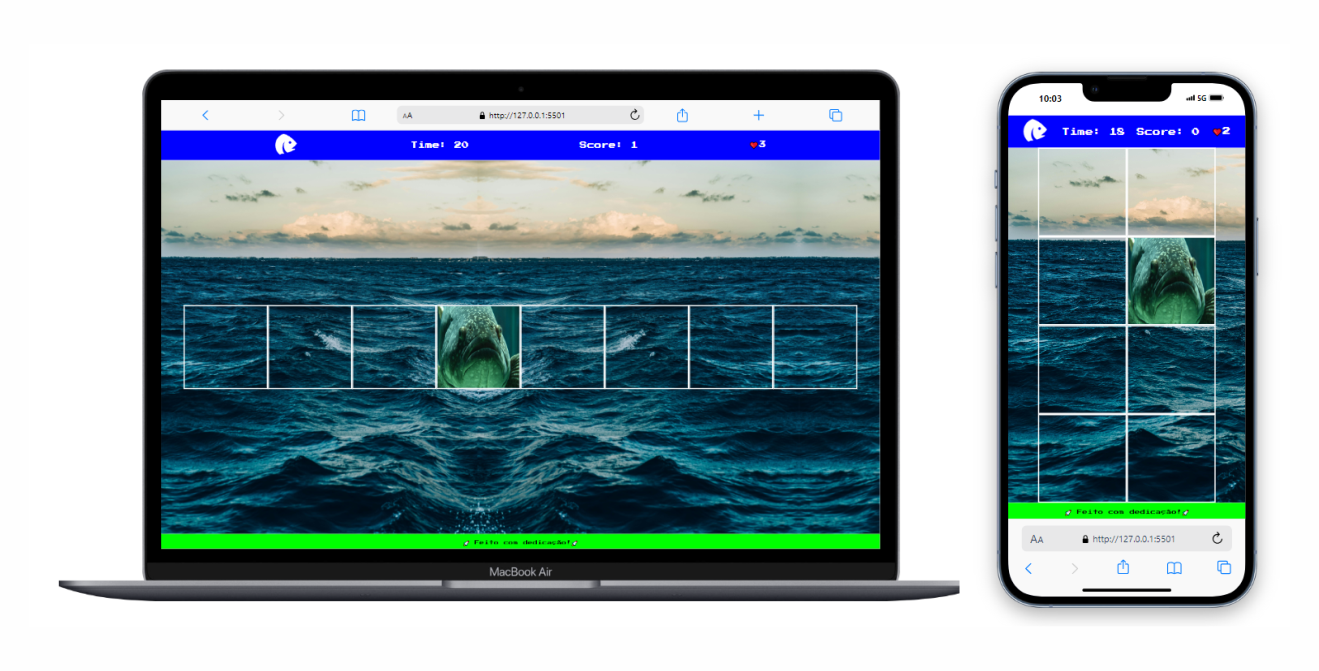 AA http://127.0.0.1:5501
Time: 20 Score: 1 3
Feito com dedicação!
MacBook Air
10:03 5G
Time: 18 Score: 0 2
Feito com dedicação!
AA http://127.0.0.1:5501